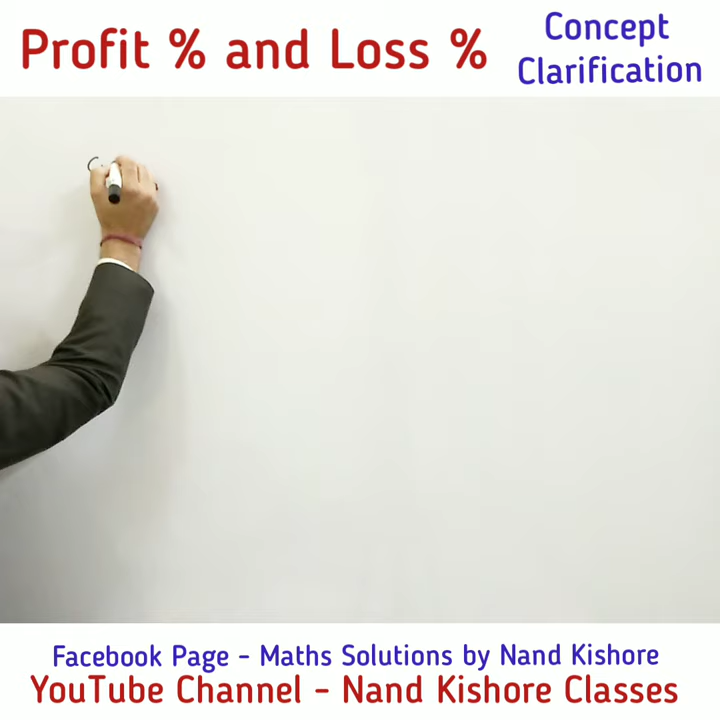 Profit % and Loss %
Concept
Clarification
Facebook Page - Maths Solutions by Nand Kishore
YouTube Channel - Nand Kishore Classes